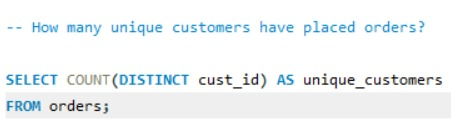 -- How many unique customers have placed orders?
SELECT COUNT(DISTINCT cust_id) AS unique_customers
FROM orders;